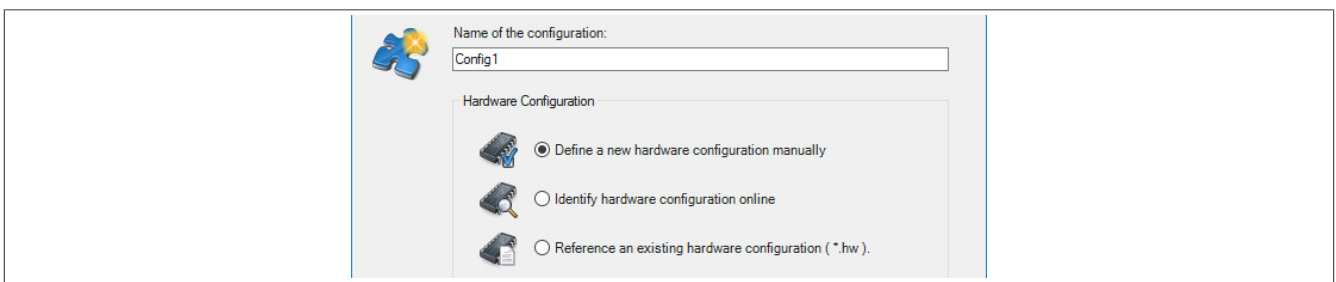 Name of the configuration:
Config1
Hardware Configuration
Define a new hardware configuration manually
Identify hardware configuration online
Reference an existing hardware configuration ( *.hw ).